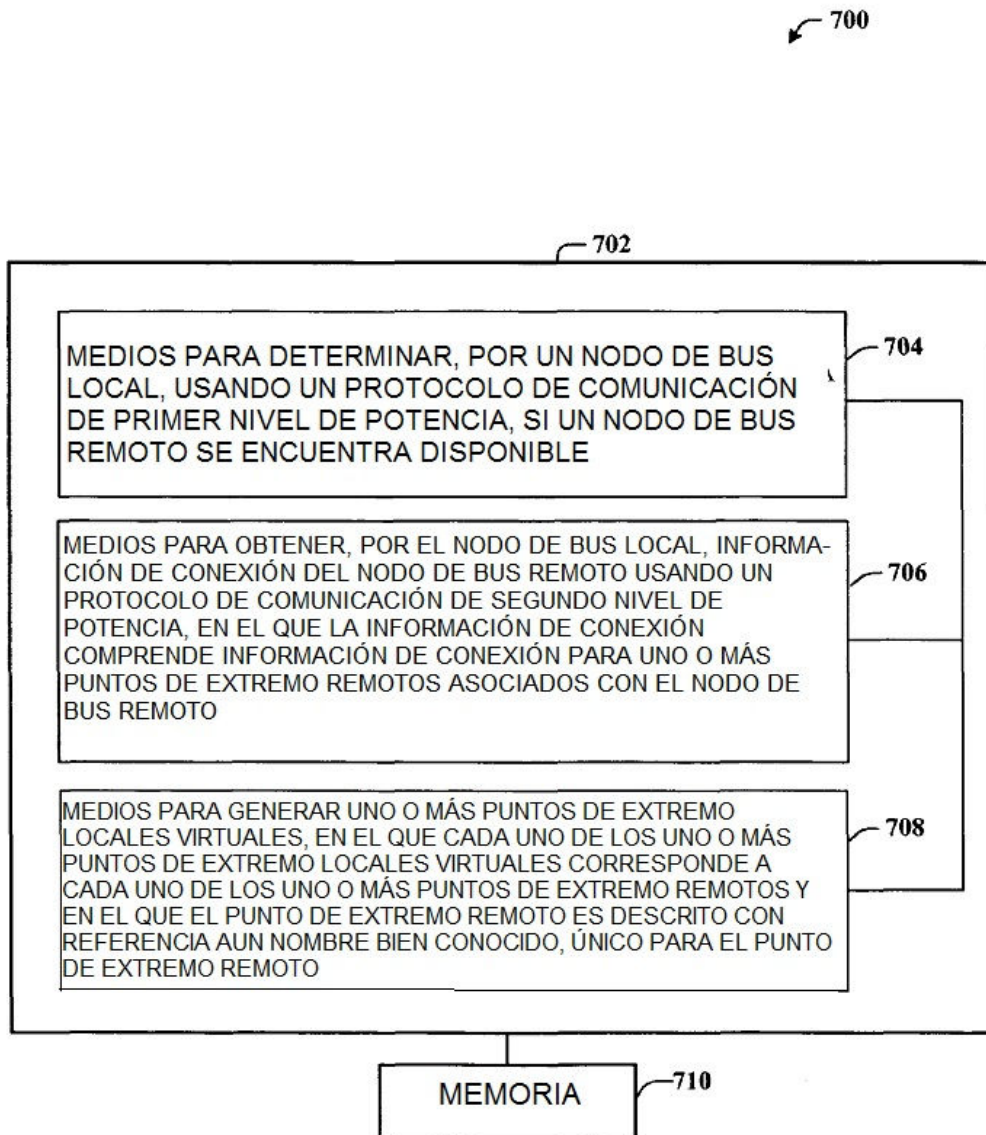 700
702
MEDIOS PARA DETERMINAR, POR UN NODO DE BUS
LOCAL, USANDO UN PROTOCOLO DE COMUNICACIÓN
DE PRIMER NIVEL DE POTENCIA, SI UN NODO DE BUS
REMOTO SE ENCUENTRA DISPONIBLE
704
MEDIOS PARA OBTENER, POR EL NODO DE BUS LOCAL, INFORMA-
CIÓN DE CONEXIÓN DEL NODO DE BUS REMOTO USANDO UN
PROTOCOLO DE COMUNICACIÓN DE SEGUNDO NIVEL DE
POTENCIA, EN EL QUE LA INFORMACIÓN DE CONEXIÓN
COMPRENDE INFORMACIÓN DE CONEXIÓN PARA UNO O MÁS
PUNTOS DE EXTREMO REMOTOS ASOCIADOS CON EL NODO DE
BUS REMOTO
706
MEDIOS PARA GENERAR UNO O MÁS PUNTOS DE EXTREMO
LOCALES VIRTUALES, EN EL QUE CADA UNO DE LOS UNO O MÁS
PUNTOS DE EXTREMO LOCALES VIRTUALES CORRESPONDE A
CADA UNO DE LOS UNO O MÁS PUNTOS DE EXTREMO REMOTOS Y
EN EL QUE EL PUNTO DE EXTREMO REMOTO ES DESCRITO CON
REFERENCIA AUN NOMBRE BIEN CONOCIDO, ÚNICO PARA EL PUNTO
DE EXTREMO REMOTO
708
MEMORIA
710